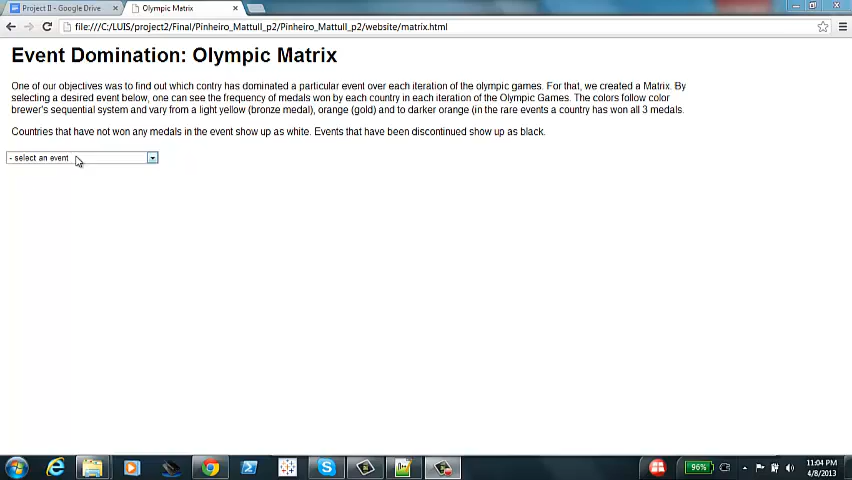 Project II - Google Drive
Olympic Matrix
file:///C:/LUIS/project2/Final/Pinheiro_Mattull_p2/Pinheiro_Mattull_p2/website/matrix.html
Event Domination: Olympic Matrix
One of our objectives was to find out which contry has dominated a particular event over each iteration of the olympic games. For that, we created a Matrix. By
selecting a desired event below, one can see the frequency of medals won by each country in each iteration of the Olympic Games. The colors follow color
brewer's sequential system and vary from a light yellow (bronze medal), orange (gold) and to darker orange (in the rare events a country has won all 3 medals.
Countries that have not won any medals in the event show up as white. Events that have been discontinued show up as black.
- select an event
96%
11:04 PM
4/8/2013